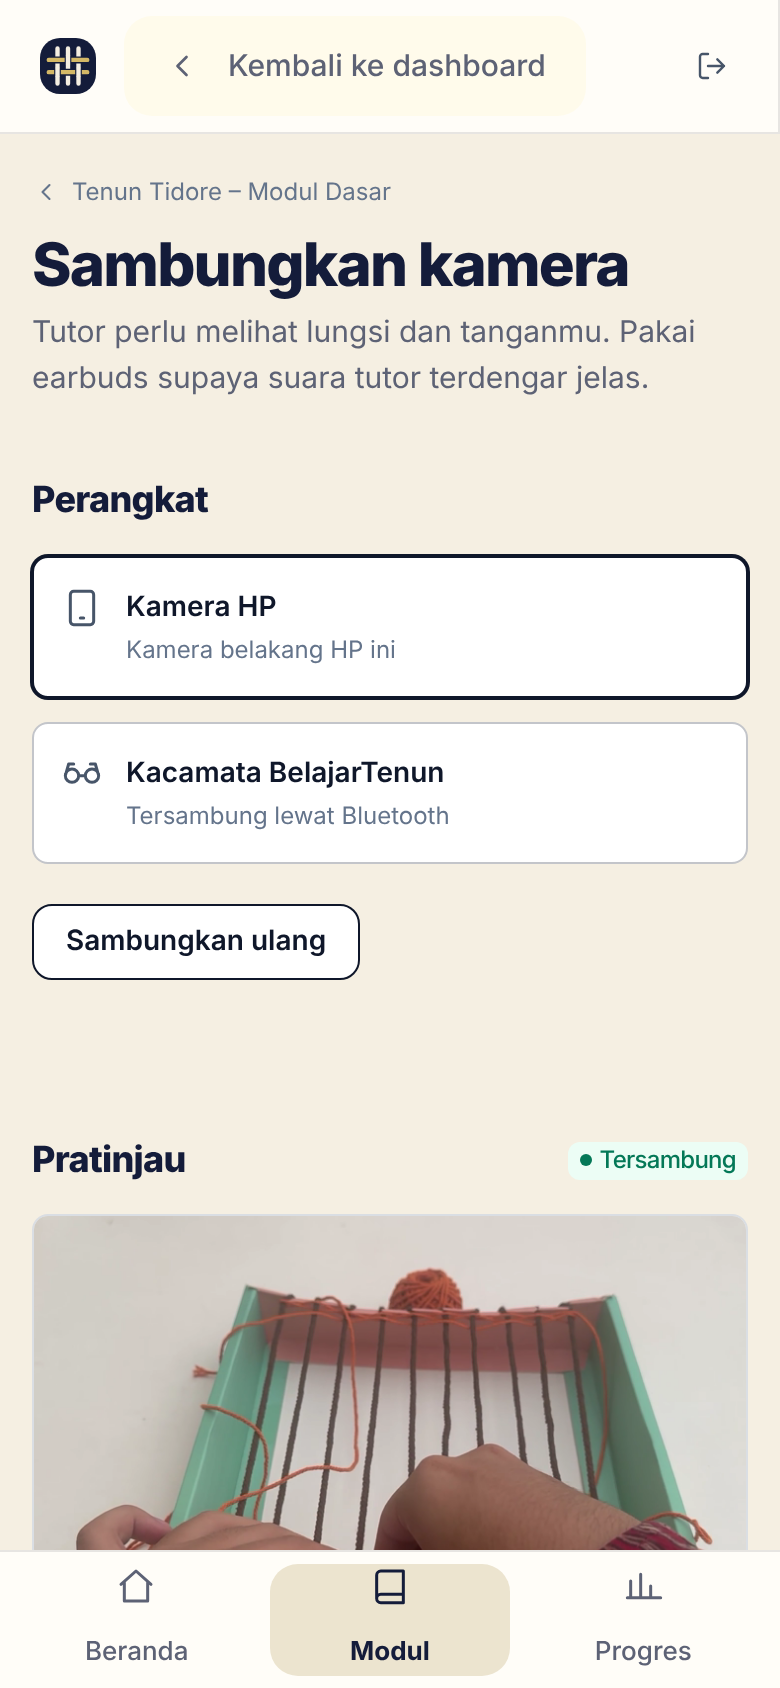 Kembali ke dashboard
Tenun Tidore – Modul Dasar
Sambungkan kamera
Tutor perlu melihat lungsi dan tanganmu. Pakai
earbuds supaya suara tutor terdengar jelas.
Perangkat
Kamera HP
Kamera belakang HP ini
Kacamata BelajarTenun
Tersambung lewat Bluetooth
Sambungkan ulang
Pratinjau
Tersambung
Beranda
Modul
Progres